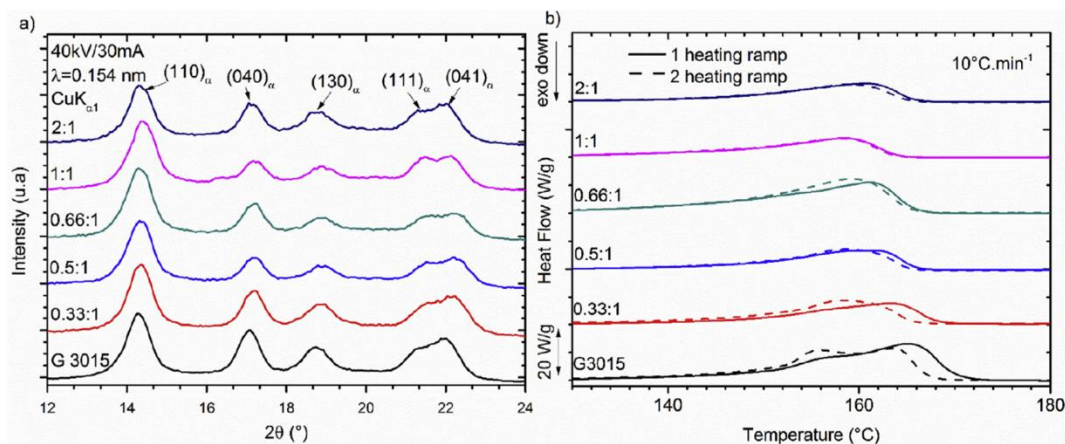 a)
40kV/30mA
λ=0.154 nm
CuKα1
(110)α
(040)α
(130)α
(111)α
(041)α
2:1
1:1
0.66:1
0.5:1
0.33:1
G 3015
Intensity (u.a)
12 14 16 18 20 22 24
2θ (°)
b)
exo down
1 heating ramp
2 heating ramp
10°C.min⁻¹
2:1
1:1
0.66:1
0.5:1
0.33:1
G3015
Heat Flow (W/g)
20 W/g
140 160 180
Temperature (°C)